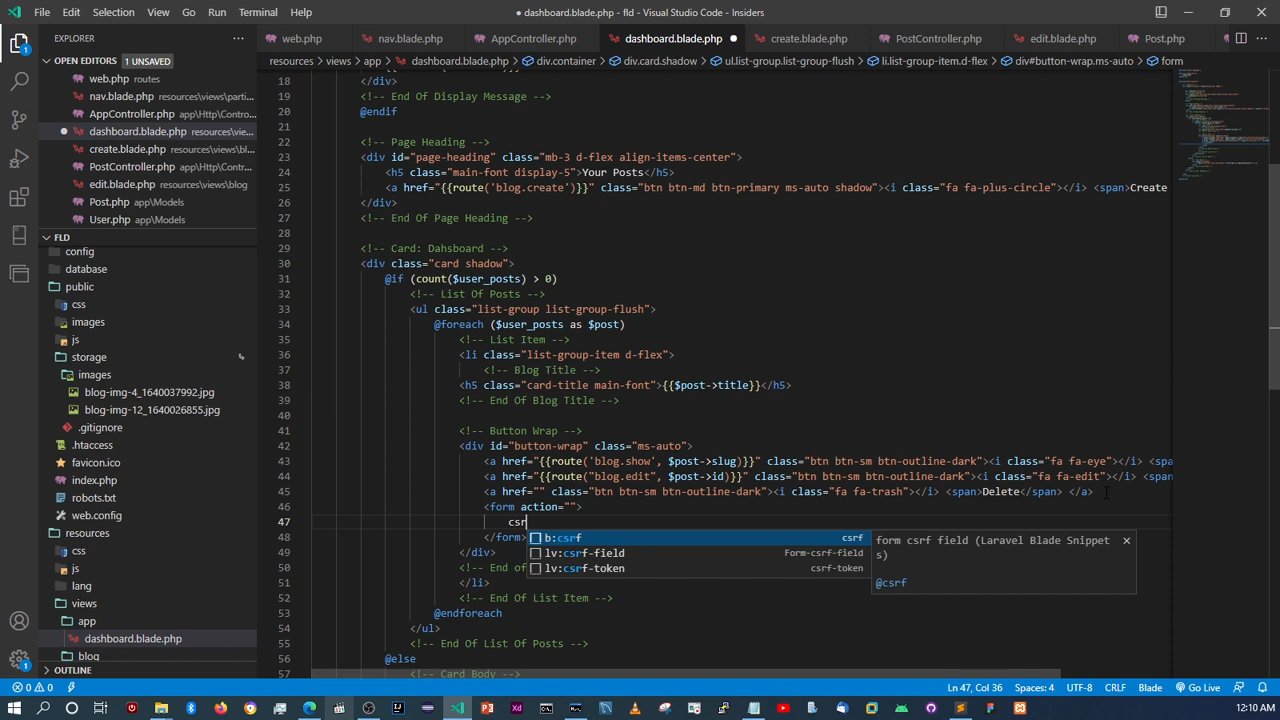 File Edit Selection View Go Run Terminal Help
dashboard.blade.php - fld - Visual Studio Code - Insiders
EXPLORER
web.php nav.blade.php AppController.php dashboard.blade.php create.blade.php PostController.php edit.blade.php Post.php
OPEN EDITORS 1 UNSAVED
resources > views > app > dashboard.blade.php > div.container > div.card.shadow > ul.list-group.list-group-flush > li.list-group-item.d-flex > div#button-wrap.ms-auto > form
web.php routes
nav.blade.php resources\views\parti...
AppController.php app\Http\Contro...
dashboard.blade.php resources\vie...
create.blade.php resources\views\bl...
PostController.php app\Http\Contro...
edit.blade.php resources\views\blog
Post.php app\Models
User.php app\Models
FLD
config
database
public
css
images
js
storage
images
blog-img-4_1640037992.jpg
blog-img-12_1640026855.jpg
.gitignore
.htaccess
favicon.ico
index.php
robots.txt
web.config
resources
css
js
lang
views
app
dashboard.blade.php
blog
OUTLINE
18 </div>
19 <!-- End Of Display Message -->
20 @endif
21
22 <!-- Page Heading -->
23 <div id="page-heading" class="mb-3 d-flex align-items-center">
24 <h5 class="main-font display-5">Your Posts</h5>
25 <a href="{{route('blog.create')}}" class="btn btn-md btn-primary ms-auto shadow"><i class="fa fa-plus-circle"></i> <span>Create
26 </div>
27 <!-- End Of Page Heading -->
28
29 <!-- Card: Dahsboard -->
30 <div class="card shadow">
31 @if (count($user_posts) > 0)
32 <!-- List Of Posts -->
33 <ul class="list-group list-group-flush">
34 @foreach ($user_posts as $post)
35 <!-- List Item -->
36 <li class="list-group-item d-flex">
37 <!-- Blog Title -->
38 <h5 class="card-title main-font">{{$post->title}}</h5>
39 <!-- End Of Blog Title -->
40
41 <!-- Button Wrap -->
42 <div id="button-wrap" class="ms-auto">
43 <a href="{{route('blog.show', $post->slug)}}" class="btn btn-sm btn-outline-dark"><i class="fa fa-eye"></i> <spa
44 <a href="{{route('blog.edit', $post->id)}}" class="btn btn-sm btn-outline-dark"><i class="fa fa-edit"></i> <span
45 <a href="" class="btn btn-sm btn-outline-dark"><i class="fa fa-trash"></i> <span>Delete</span> </a>
46 <form action="">
47 csr
48 </form>
49 </div>
50 <!-- End Of
51 </li>
52 <!-- End Of List Item -->
53 @endforeach
54 </ul>
55 <!-- End Of List Of Posts -->
56 @else
57 <!-- Card Body -->
b:csrf csrf
lv:csrf-field Form-csrf-field
lv:csrf-token csrf-token
form csrf field (Laravel Blade Snippet
s)
@csrf
0 0 Ln 47, Col 36 Spaces: 4 UTF-8 CRLF Blade Go Live
12:10 AM